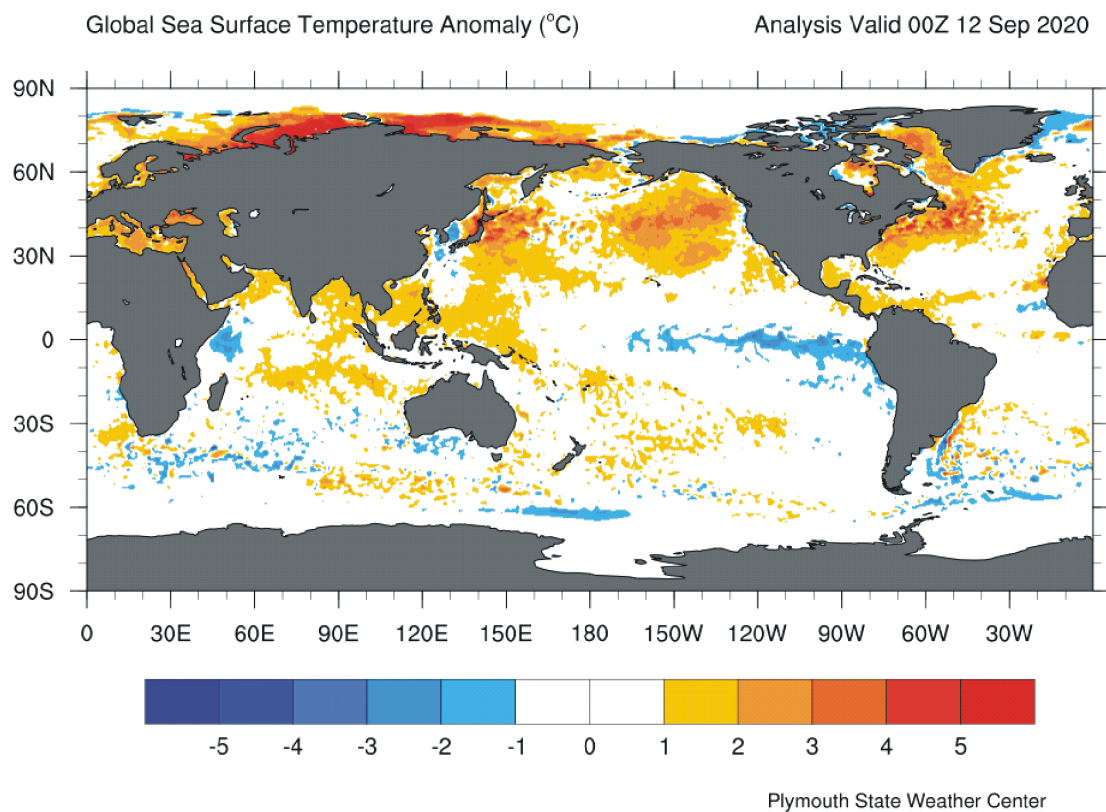 Global Sea Surface Temperature Anomaly (°C) Analysis Valid 00Z 12 Sep 2020
90N
60N
30N
0
30S
60S
90S
0 30E 60E 90E 120E 150E 180 150W 120W 90W 60W 30W
-5 -4 -3 -2 -1 0 1 2 3 4 5
Plymouth State Weather Center